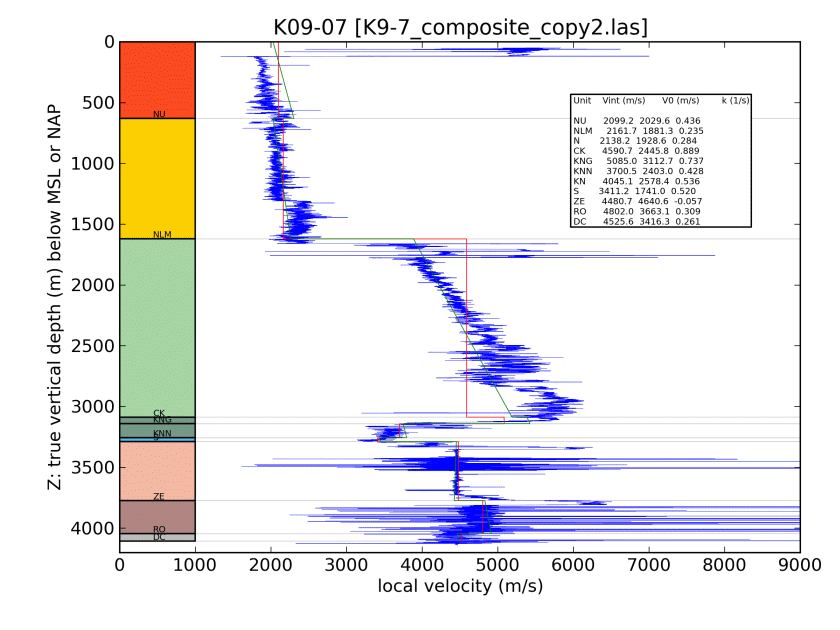 K09-07 [K9-7_composite_copy2.las]
Z: true vertical depth (m) below MSL or NAP
0
500
1000
1500
2000
2500
3000
3500
4000
NU
NLM
CK
KNG
KNN
ZE
RO
DC
Unit Vint (m/s) V0 (m/s) k (1/s)
NU 2099.2 2029.6 0.436
NLM 2161.7 1881.3 0.235
N 2138.2 1928.6 0.284
CK 4590.7 2445.8 0.889
KNG 5085.0 3112.7 0.737
KNN 3700.5 2403.0 0.428
KN 4045.1 2578.4 0.536
S 3411.2 1741.0 0.520
ZE 4480.7 4640.6 -0.057
RO 4802.0 3663.1 0.309
DC 4525.6 3416.3 0.261
0 1000 2000 3000 4000 5000 6000 7000 8000 9000
local velocity (m/s)